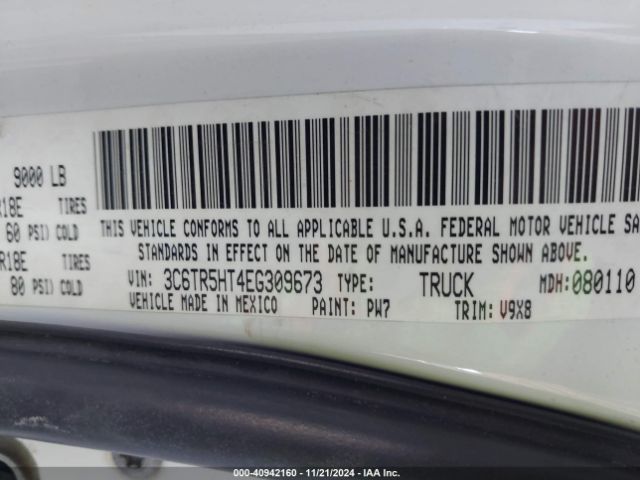 9000 LB
R18E TIRES
60 PSI) COLD
R18E TIRES
80 PSI) COLD
THIS VEHICLE CONFORMS TO ALL APPLICABLE U.S.A. FEDERAL MOTOR VEHICLE SA
STANDARDS IN EFFECT ON THE DATE OF MANUFACTURE SHOWN ABOVE.
VIN: 3C6TR5HT4EG309673 TYPE: TRUCK MDH:080110
VEHICLE MADE IN MEXICO PAINT: PW7 TRIM: V9X8
000-40942160 - 11/21/2024 - IAA Inc.